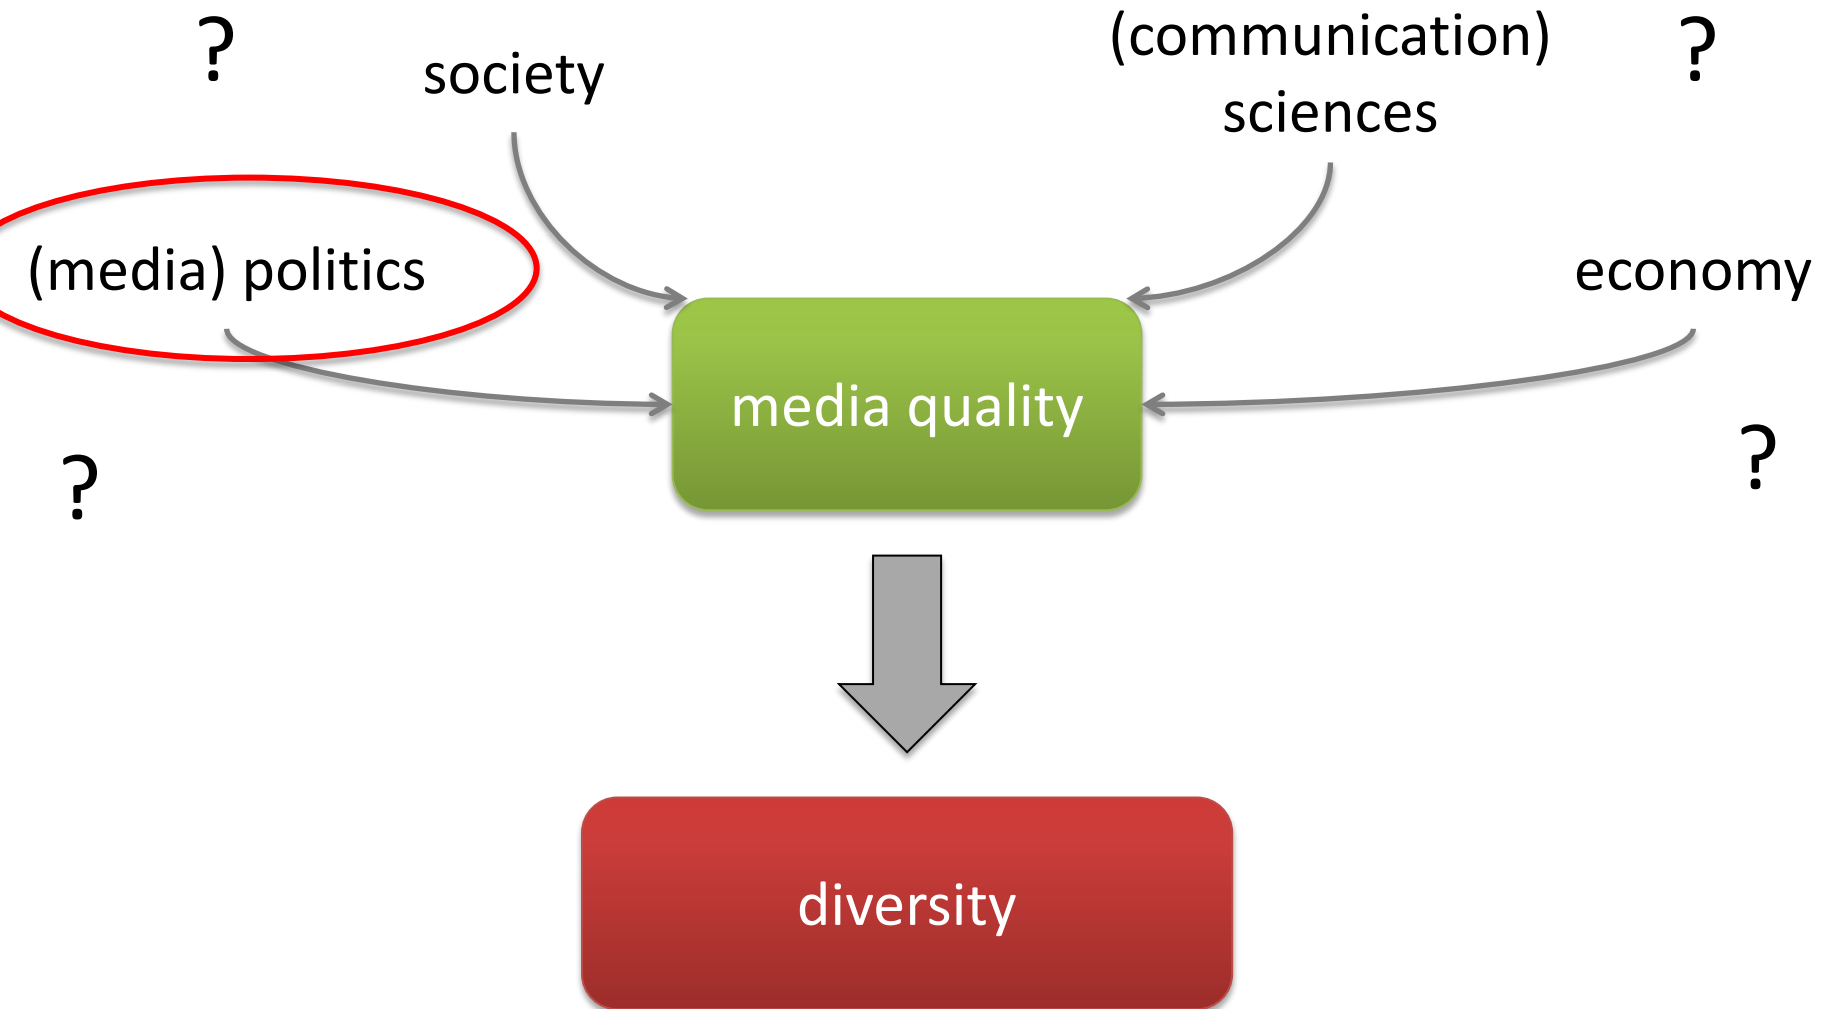 ?
society
(communication)
sciences
?
(media) politics
economy
media quality
?
?
diversity